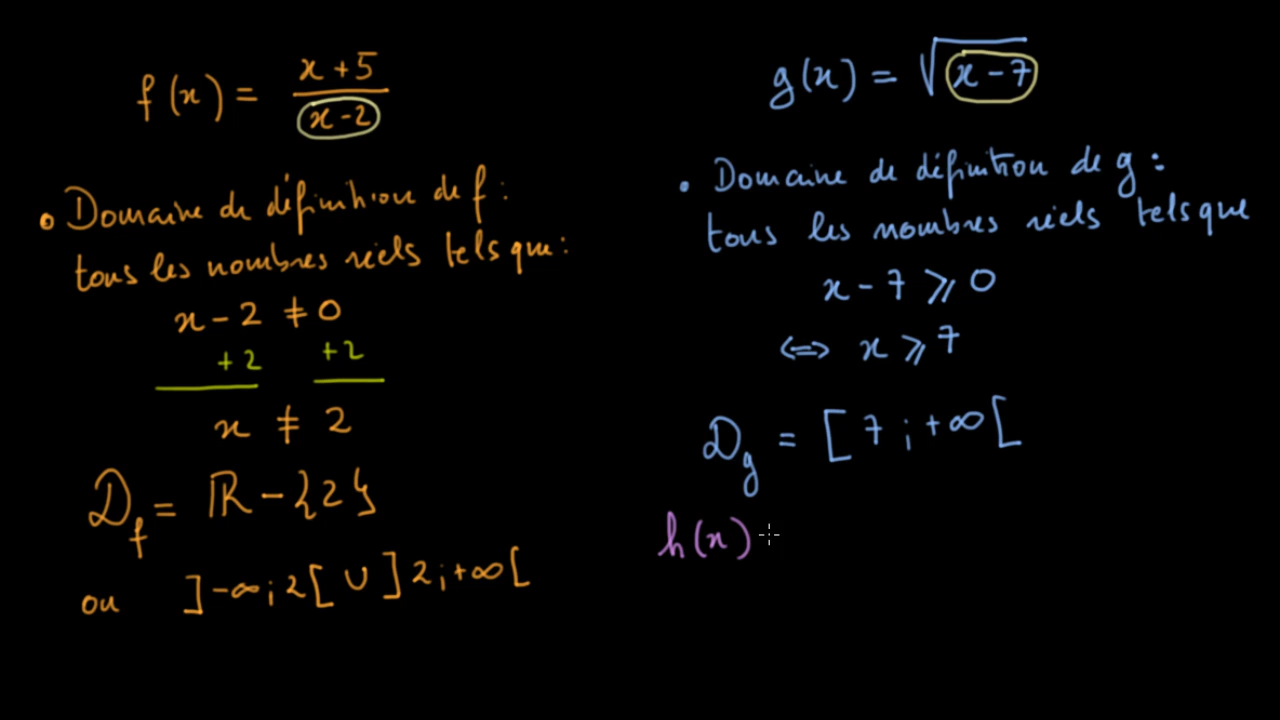 f(x) = x+5 / x-2
• Domaine de définition de f :
tous les nombres réels tels que :
x - 2 ≠ 0
+2 +2
x ≠ 2
D_f = ℝ - {2}
ou ]-∞; 2[ ∪ ]2; +∞[
g(x) = √x-7
• Domaine de définition de g :
tous les nombres réels tels que
x - 7 ⩾ 0
⟺ x ⩾ 7
D_g = [7; +∞[
h(x)